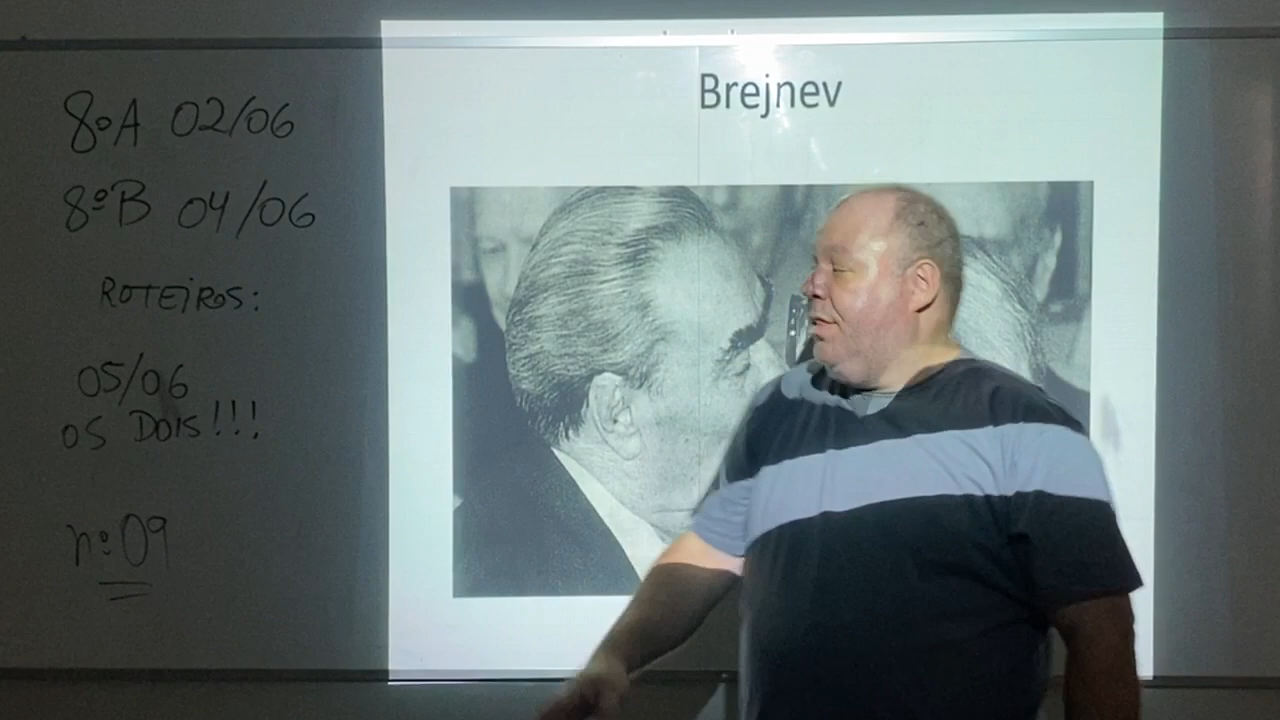 Brejnev
8ºA 02/06
8ºB 04/06
ROTEIROS:
05/06
OS DOIS!!!
nº 09